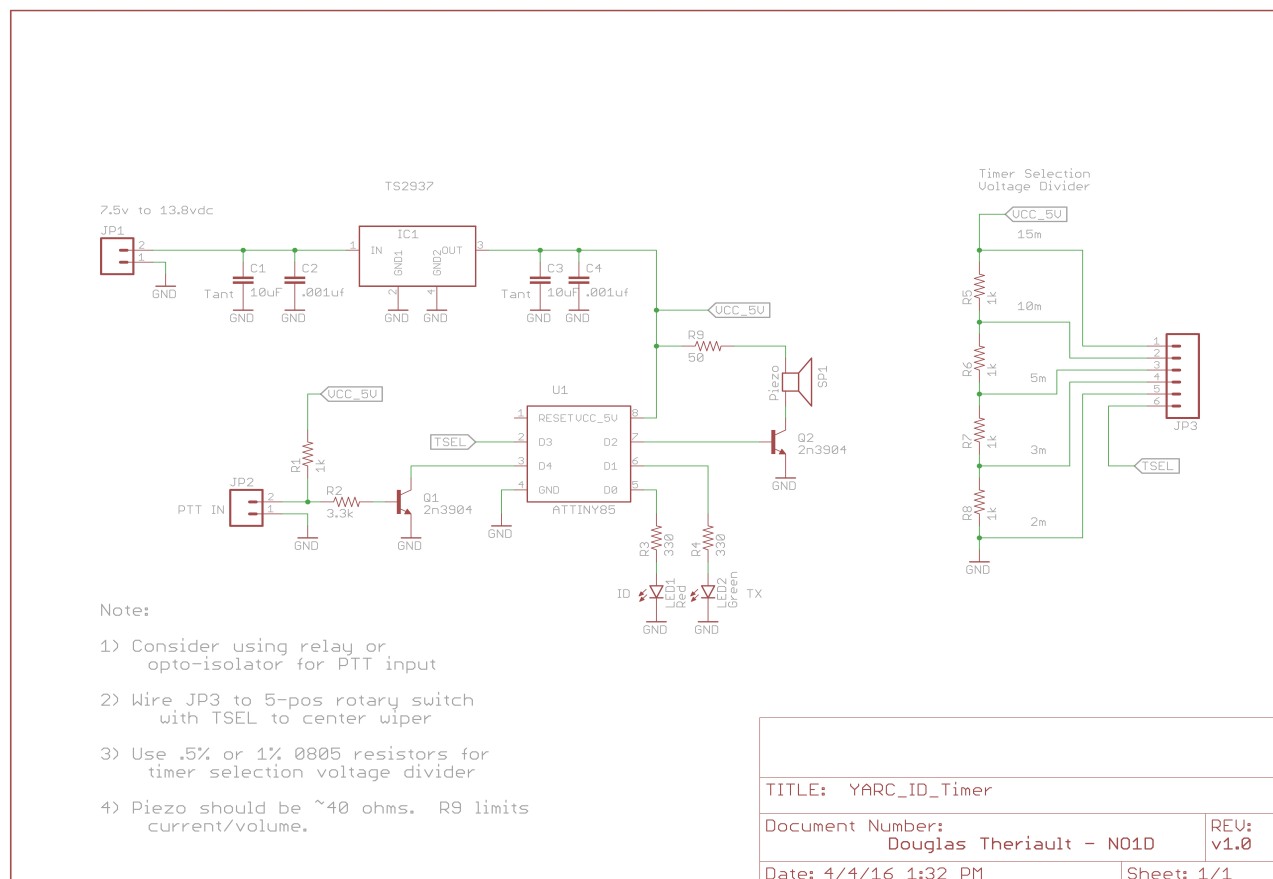 TS2937
7.5v to 13.8vdc
JP1
2
1
GND
C1
Tant
10uF
GND
C2
.001uf
GND
IC1
1
IN
GND1
GND2
OUT
3
2
4
GND
GND
C3
Tant
10uF
GND
C4
.001uf
GND
VCC_5V
R9
50
Piezo
SP1
Q2
2n3904
GND
VCC_5V
R1
1k
JP2
PTT IN
2
1
GND
R2
3.3k
Q1
2n3904
GND
TSEL
U1
1
RESET
VCC_5V
8
2
D3
D2
7
3
D4
D1
6
4
GND
D0
5
ATTINY85
GND
R3
330
R4
330
ID
LED1
Red
LED2
Green
TX
GND
GND
Timer Selection
Voltage Divider
VCC_5V
15m
R5
1k
10m
R6
1k
5m
R7
1k
3m
R8
1k
2m
GND
1
2
3
4
5
6
JP3
TSEL
Note:
1) Consider using relay or
opto-isolator for PTT input
2) Wire JP3 to 5-pos rotary switch
with TSEL to center wiper
3) Use .5% or 1% 0805 resistors for
timer selection voltage divider
4) Piezo should be ~40 ohms. R9 limits
current/volume.
TITLE: YARC_ID_Timer
Document Number:
Douglas Theriault - NO1D
REV:
v1.0
Date: 4/4/16 1:32 PM
Sheet: 1/1